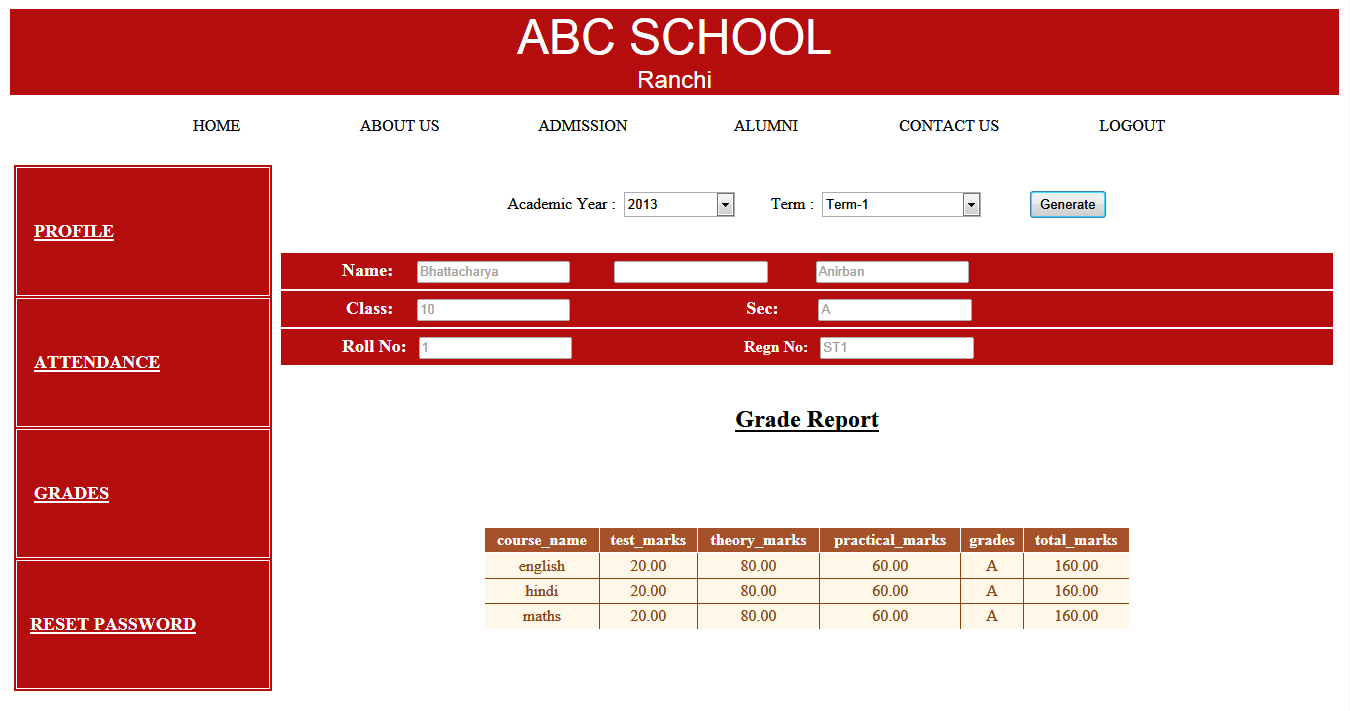 ABC SCHOOL
Ranchi
HOME ABOUT US ADMISSION ALUMNI CONTACT US LOGOUT
Academic Year : 2013 Term : Term-1 Generate
PROFILE
ATTENDANCE
GRADES
RESET PASSWORD
Name: Bhattacharya Anirban
Class: 10 Sec: A
Roll No: 1 Regn No: ST1
Grade Report
course_name test_marks theory_marks practical_marks grades total_marks
english 20.00 80.00 60.00 A 160.00
hindi 20.00 80.00 60.00 A 160.00
maths 20.00 80.00 60.00 A 160.00